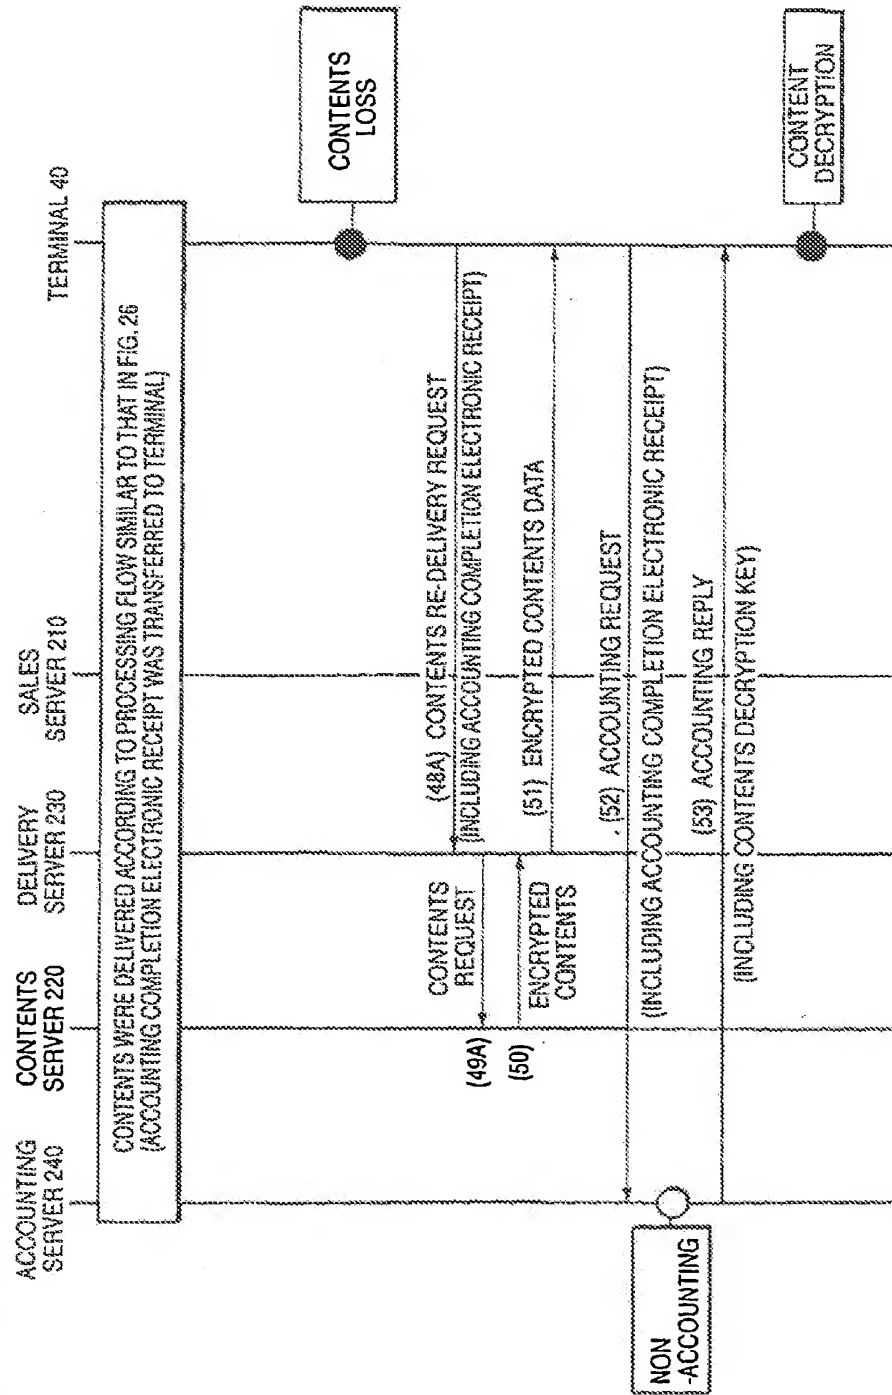 ACCOUNTING
SERVER 240
CONTENTS
SERVER 220
DELIVERY
SERVER 230
SALES
SERVER 210
TERMINAL 40
CONTENTS WERE DELIVERED ACCORDING TO PROCESSING FLOW SIMILAR TO THAT IN FIG. 26
(ACCOUNTING COMPLETION ELECTRONIC RECEIPT WAS TRANSFERRED TO TERMINAL)
CONTENTS
LOSS
(48A) CONTENTS RE-DELIVERY REQUEST
(INCLUDING ACCOUNTING COMPLETION ELECTRONIC RECEIPT)
CONTENTS
REQUEST
(49A)
(50)
ENCRYPTED
CONTENTS
(51) ENCRYPTED CONTENTS DATA
(52) ACCOUNTING REQUEST
(INCLUDING ACCOUNTING COMPLETION ELECTRONIC RECEIPT)
NON
-ACCOUNTING
(53) ACCOUNTING REPLY
(INCLUDING CONTENTS DECRYPTION KEY)
CONTENT
DECRYPTION